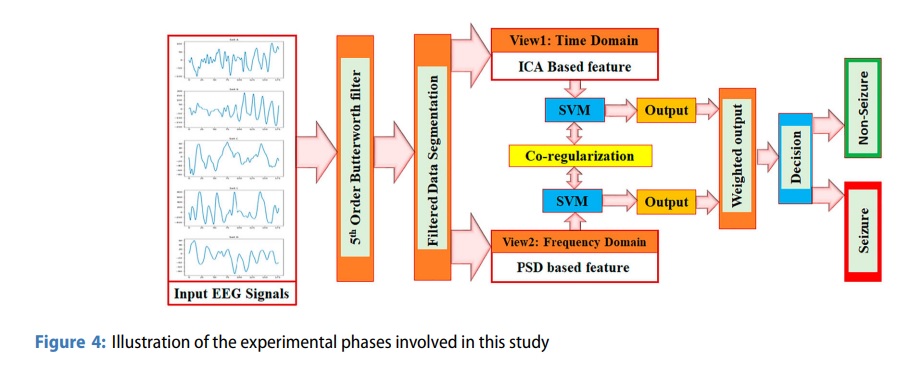 Input EEG Signals
5th Order Butterworth filter
Filtered Data Segmentation
View1: Time Domain
ICA Based feature
SVM
Output
Co-regularization
SVM
Output
View2: Frequency Domain
PSD based feature
Weighted output
Decision
Non-Seizure
Seizure
Figure 4: Illustration of the experimental phases involved in this study